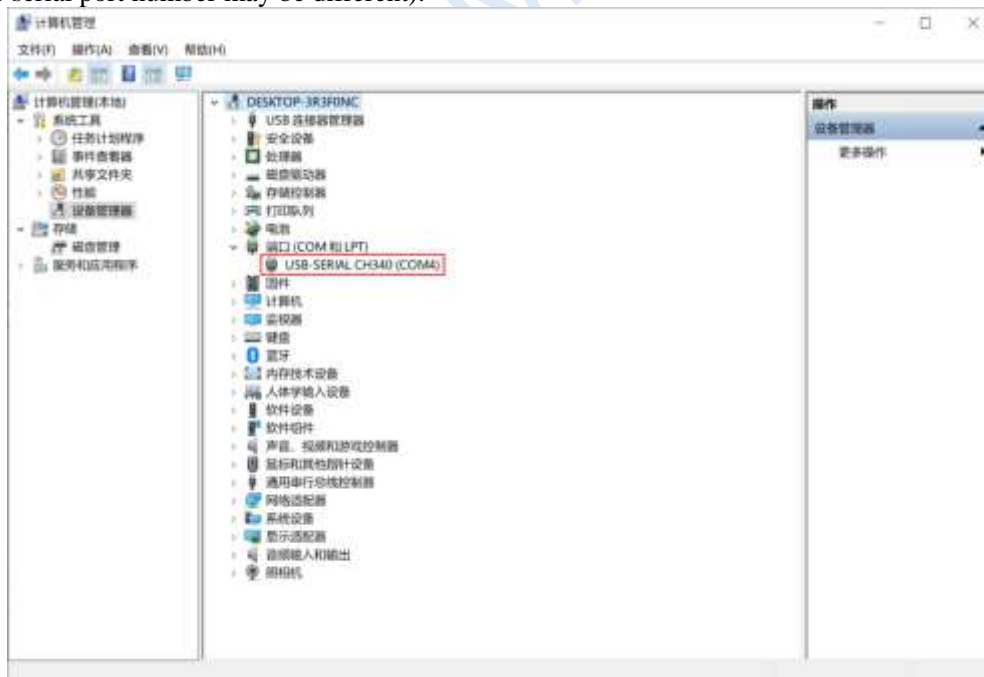 serial port number may be different).
计算机管理
文件(F) 操作(A) 查看(V) 帮助(H)
计算机管理(本地)
系统工具
任务计划程序
事件查看器
共享文件夹
性能
设备管理器
存储
磁盘管理
服务和应用程序
DESKTOP-3R3F0NC
USB 连接器管理器
安全设备
处理器
磁盘驱动器
存储控制器
打印队列
电池
端口 (COM 和 LPT)
USB-SERIAL CH340 (COM4)
固件
计算机
监视器
键盘
蓝牙
内存技术设备
人体学输入设备
软件设备
软件组件
声音、视频和游戏控制器
鼠标和其他指针设备
通用串行总线控制器
网络适配器
系统设备
显示适配器
音频输入和输出
照相机
操作
设备管理器
更多操作